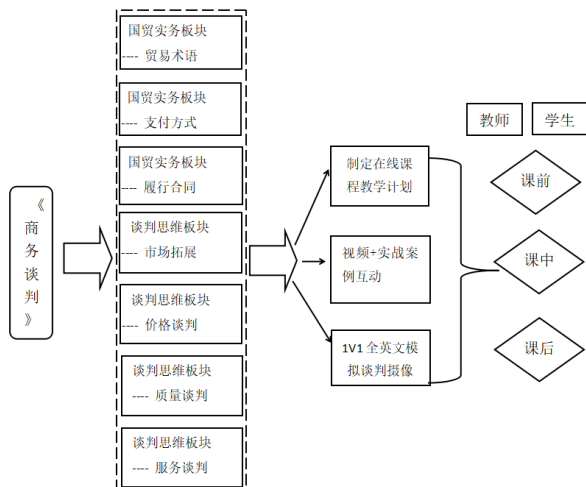 《
商
务
谈
判
》
国贸实务板块
---- 贸易术语
国贸实务板块
---- 支付方式
国贸实务板块
---- 履行合同
谈判思维板块
---- 市场拓展
谈判思维板块
---- 价格谈判
谈判思维板块
---- 质量谈判
谈判思维板块
---- 服务谈判
制定在线课
程教学计划
视频+实战案
例互动
1V1 全英文模
拟谈判摄像
教师
学生
课前
课中
课后